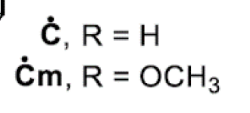 Ċ, R = H
Ċm, R = OCH₃